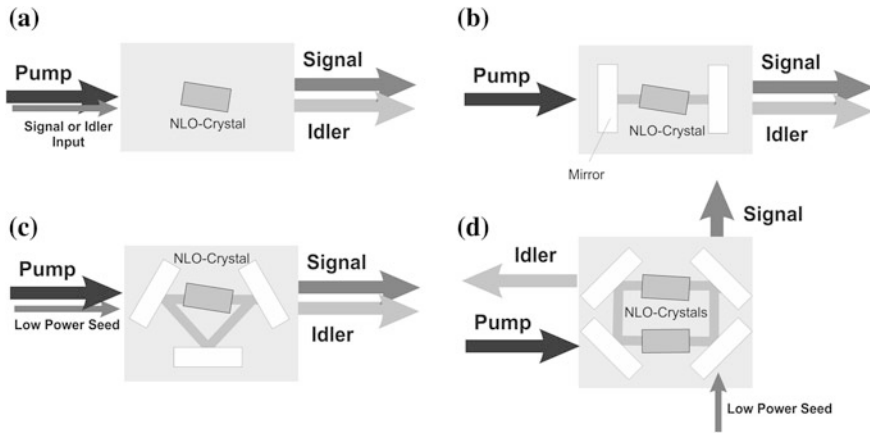 (a)
Pump
Signal or Idler
Input
NLO-Crystal
Signal
Idler
(b)
Pump
NLO-Crystal
Mirror
Signal
Idler
(c)
Pump
Low Power Seed
NLO-Crystal
Signal
Idler
(d)
Signal
Idler
Pump
NLO-Crystals
Low Power Seed